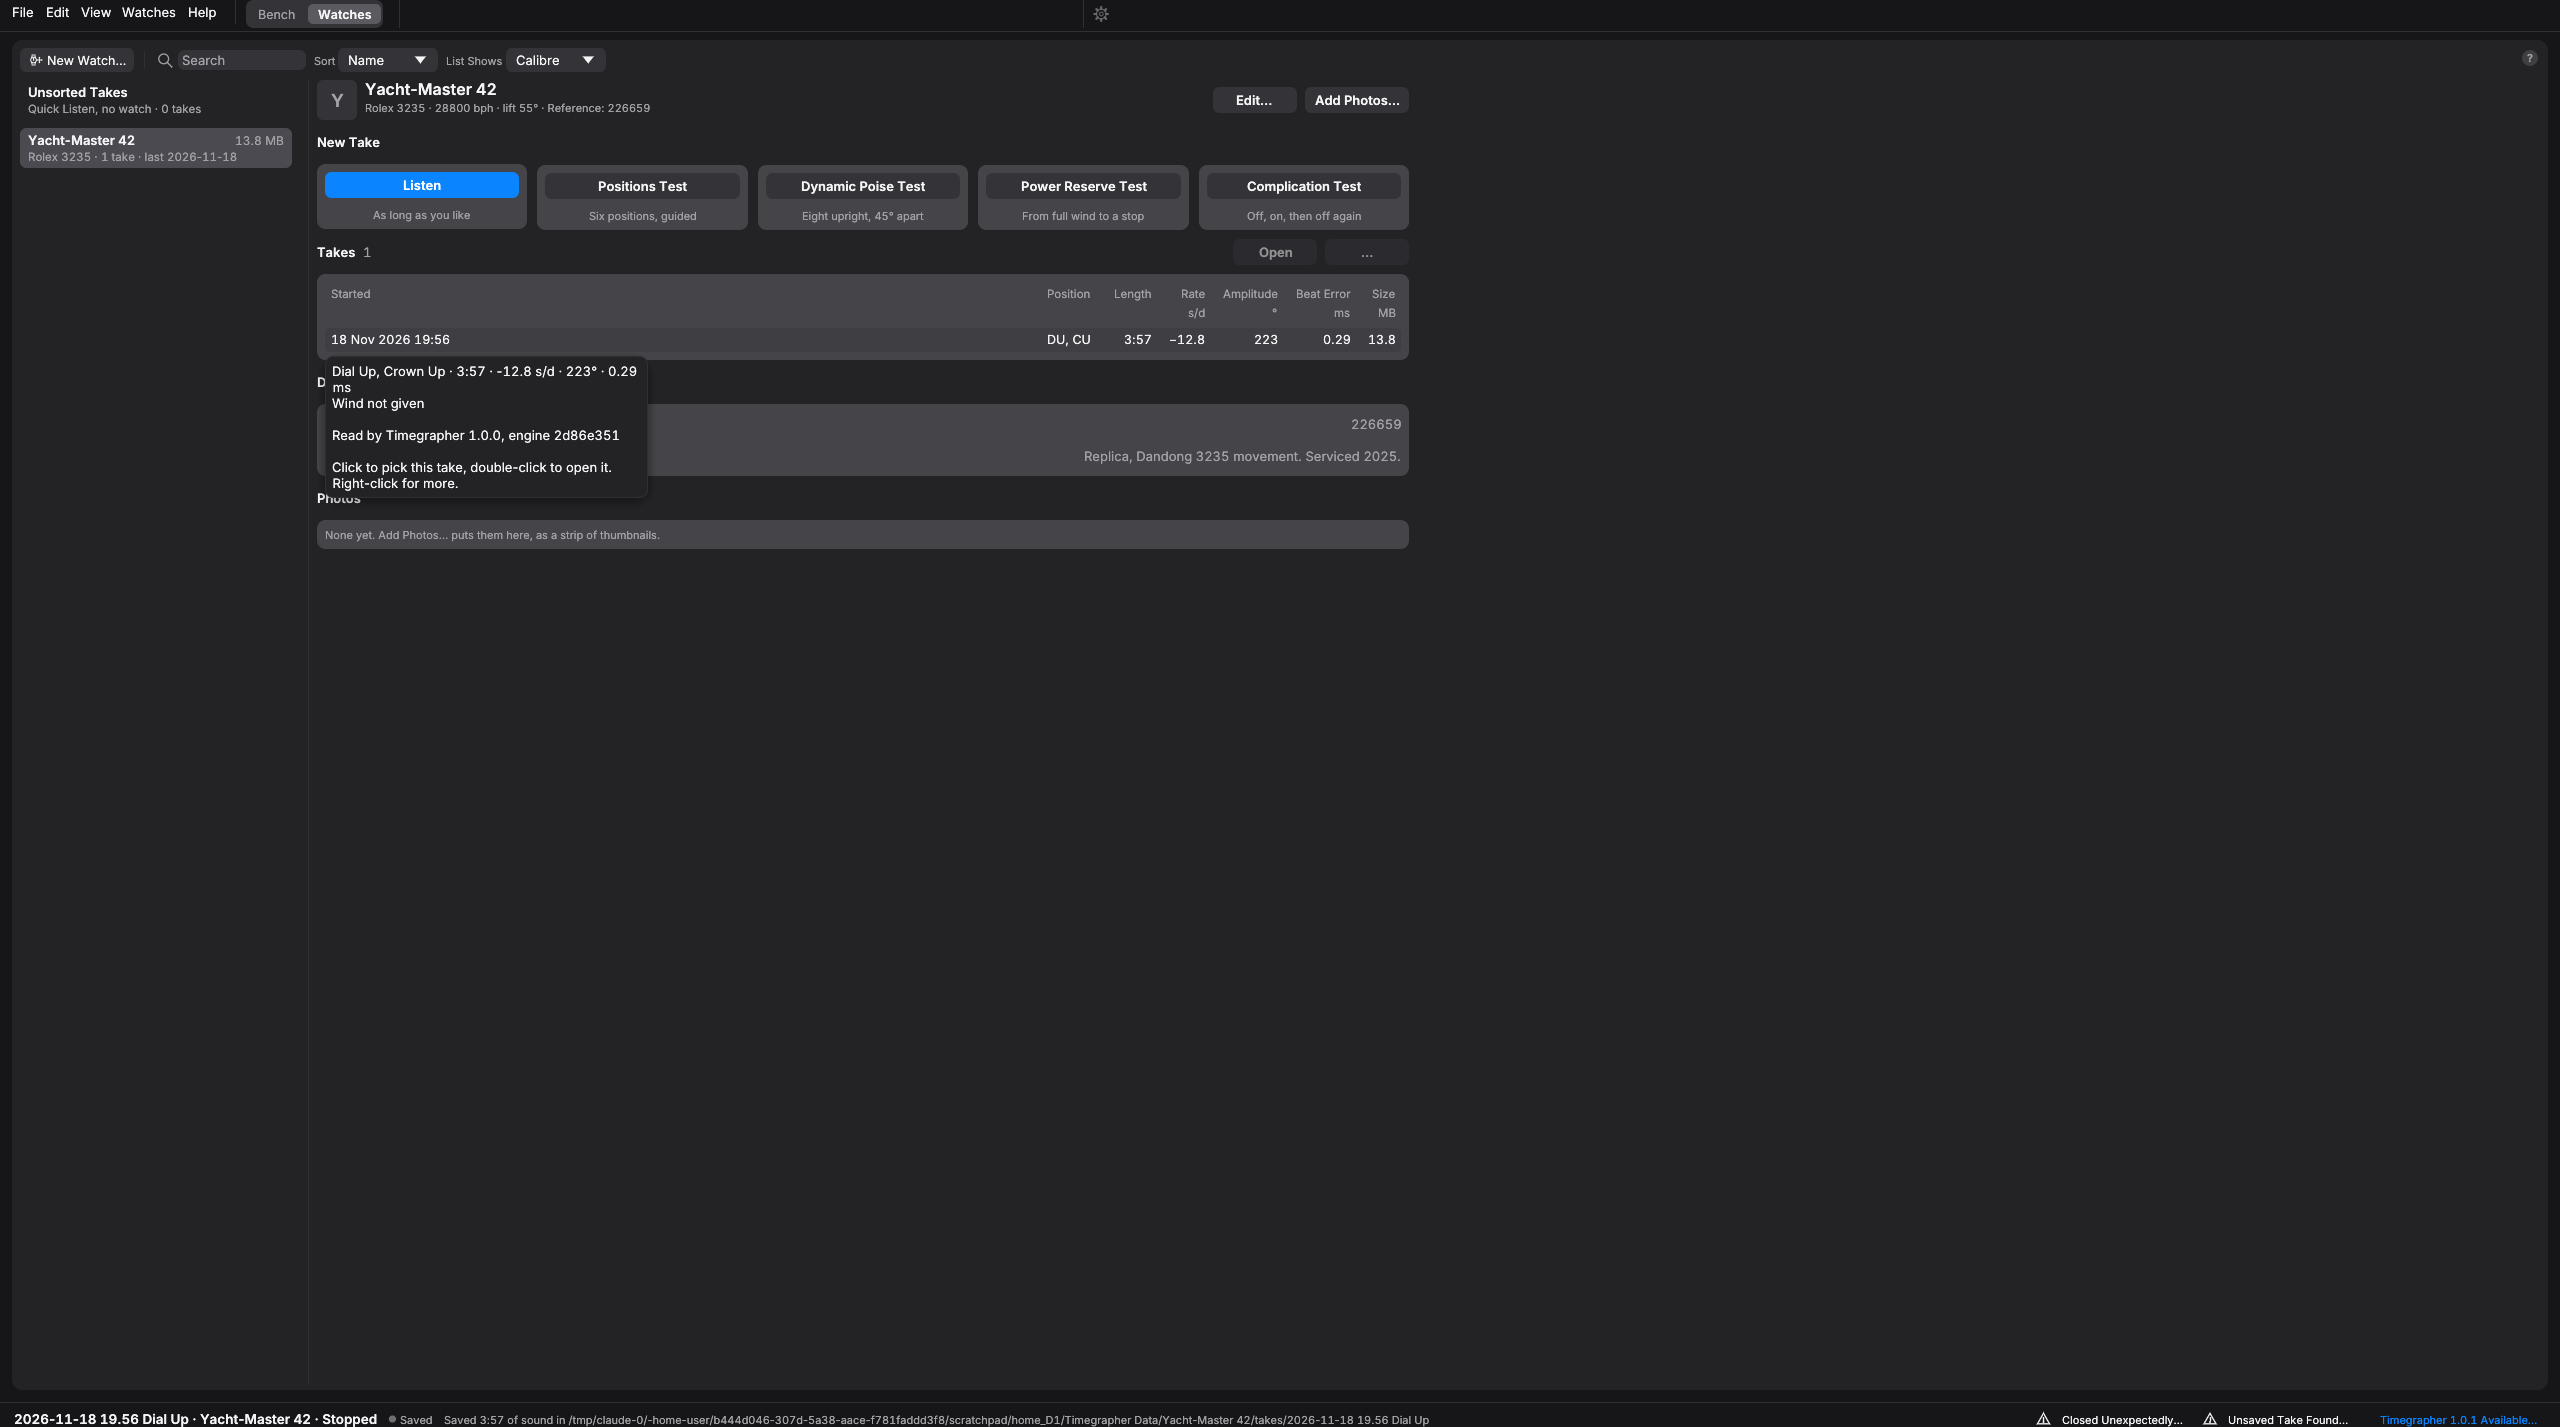 File Edit View Watches Help Bench Watches
New Watch... Search Sort Name List Shows Calibre ?
Unsorted Takes
Quick Listen, no watch · 0 takes
Yacht-Master 42 13.8 MB
Rolex 3235 · 1 take · last 2026-11-18
Y
Yacht-Master 42
Rolex 3235 · 28800 bph · lift 55° · Reference: 226659
Edit... Add Photos...
New Take
Listen
As long as you like
Positions Test
Six positions, guided
Dynamic Poise Test
Eight upright, 45° apart
Power Reserve Test
From full wind to a stop
Complication Test
Off, on, then off again
Takes 1 Open ...
Started Position Length Rate Amplitude Beat Error Size
s/d ° ms MB
18 Nov 2026 19:56 DU, CU 3:57 −12.8 223 0.29 13.8
Dial Up, Crown Up · 3:57 · -12.8 s/d · 223° · 0.29
ms
Wind not given
Read by Timegrapher 1.0.0, engine 2d86e351
Click to pick this take, double-click to open it.
Right-click for more.
D
226659
Replica, Dandong 3235 movement. Serviced 2025.
Photos
None yet. Add Photos... puts them here, as a strip of thumbnails.
2026-11-18 19.56 Dial Up · Yacht-Master 42 · Stopped Saved Saved 3:57 of sound in /tmp/claude-0/-home-user/b444d046-307d-5a38-aace-f781faddd3f8/scratchpad/home_D1/Timegrapher Data/Yacht-Master 42/takes/2026-11-18 19.56 Dial Up Closed Unexpectedly... Unsaved Take Found... Timegrapher 1.0.1 Available...